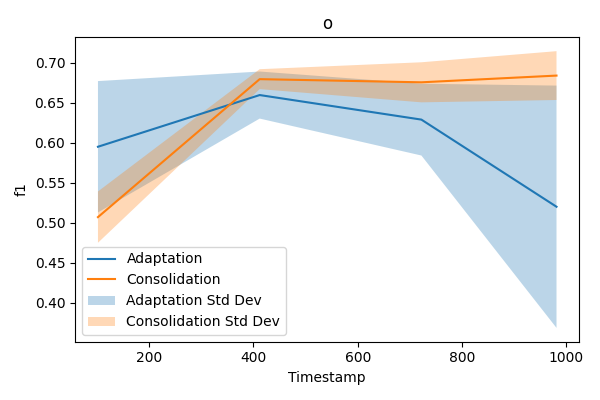 o
f1
0.70
0.65
0.60
0.55
0.50
0.45
0.40
Adaptation
Consolidation
Adaptation Std Dev
Consolidation Std Dev
200 400 600 800 1000
Timestamp